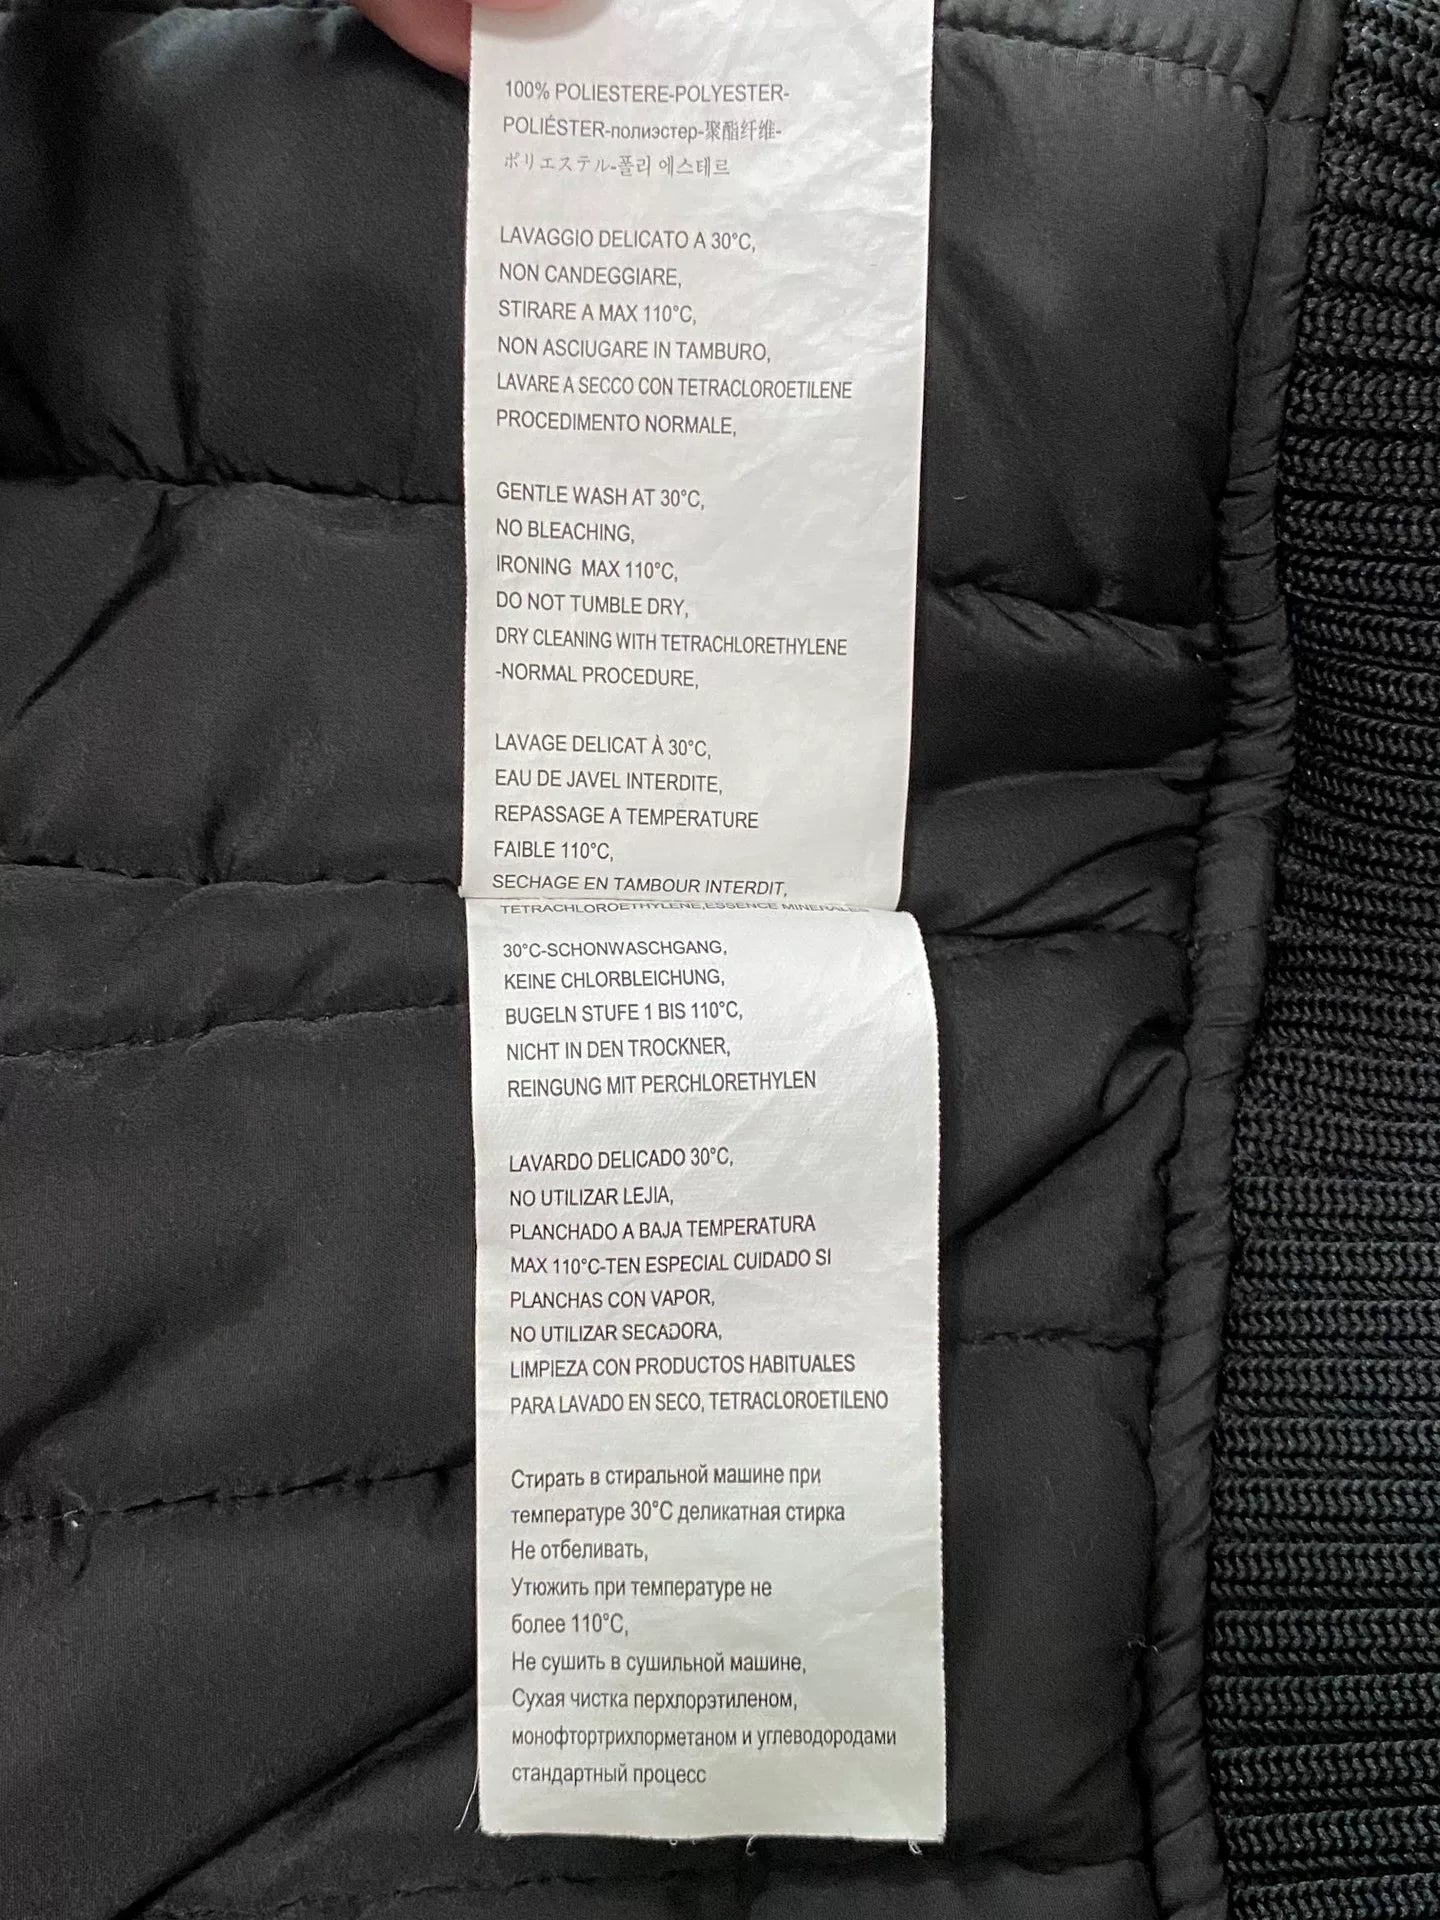 100% POLIESTERE-POLYESTER-
POLIÉSTER-полиэстер-聚酯纤维-
ポリエステル-폴리 에스테르
LAVAGGIO DELICATO A 30°C,
NON CANDEGGIARE,
STIRARE A MAX 110°C,
NON ASCIUGARE IN TAMBURO,
LAVARE A SECCO CON TETRACLOROETILENE
PROCEDIMENTO NORMALE,
GENTLE WASH AT 30°C,
NO BLEACHING,
IRONING MAX 110°C,
DO NOT TUMBLE DRY,
DRY CLEANING WITH TETRACHLORETHYLENE
-NORMAL PROCEDURE,
LAVAGE DELICAT À 30°C,
EAU DE JAVEL INTERDITE,
REPASSAGE A TEMPERATURE
FAIBLE 110°C,
SECHAGE EN TAMBOUR INTERDIT,
TETRACHLOROETHYLENE,ESSENCE MINERALES
30°C-SCHONWASCHGANG,
KEINE CHLORBLEICHUNG,
BUGELN STUFE 1 BIS 110°C,
NICHT IN DEN TROCKNER,
REINGUNG MIT PERCHLORETHYLEN
LAVARDO DELICADO 30°C,
NO UTILIZAR LEJIA,
PLANCHADO A BAJA TEMPERATURA
MAX 110°C-TEN ESPECIAL CUIDADO SI
PLANCHAS CON VAPOR,
NO UTILIZAR SECADORA,
LIMPIEZA CON PRODUCTOS HABITUALES
PARA LAVADO EN SECO, TETRACLOROETILENO
Стирать в стиральной машине при
температуре 30°C деликатная стирка
Не отбеливать,
Утюжить при температуре не
более 110°C,
Не сушить в сушильной машине,
Сухая чистка перхлорэтиленом,
монофтортрихлорметаном и углеводородами
стандартный процесс